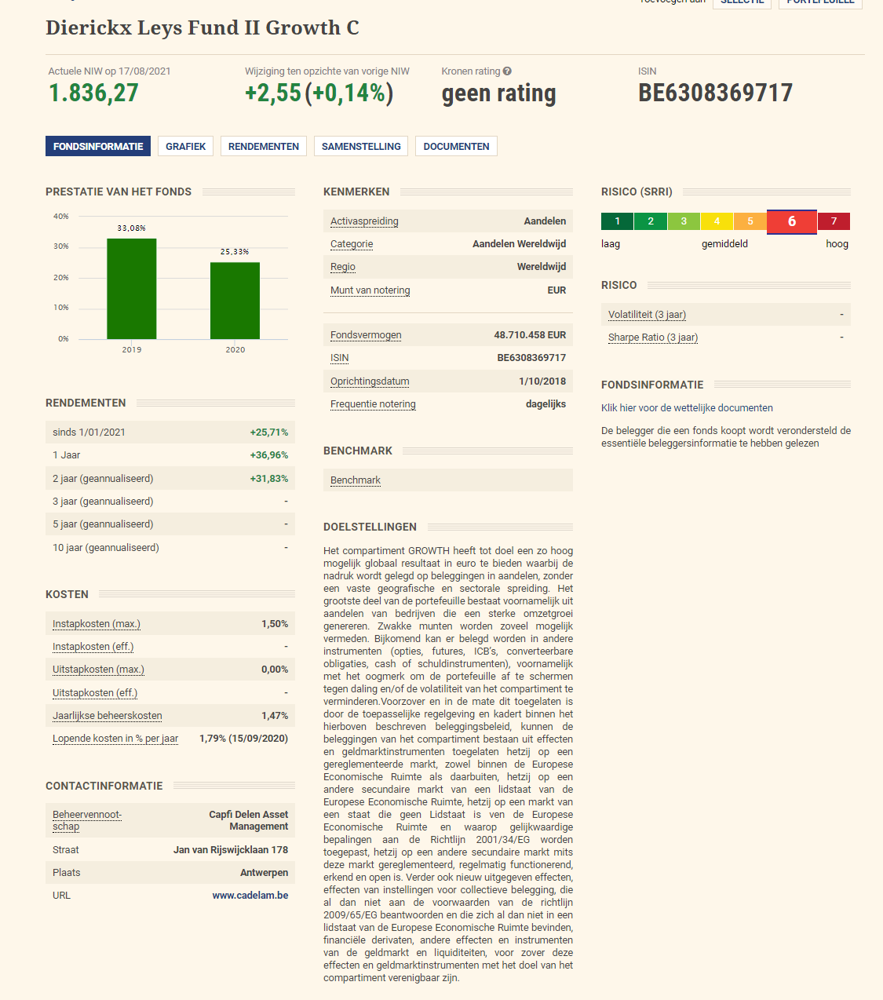 Toevoegen aan SELECTIE PORTEFEUILLE
Dierickx Leys Fund II Growth C
Actuele NIW op 17/08/2021
1.836,27
Wijziging ten opzichte van vorige NIW
+2,55 (+0,14%)
Kronen rating ?
geen rating
ISIN
BE6308369717
FONDSINFORMATIE GRAFIEK RENDEMENTEN SAMENSTELLING DOCUMENTEN
PRESTATIE VAN HET FONDS
40%
30%
20%
10%
0%
33,08%
25,33%
2019 2020
RENDEMENTEN
sinds 1/01/2021 +25,71%
1 Jaar +36,96%
2 jaar (geannualiseerd) +31,83%
3 jaar (geannualiseerd) -
5 jaar (geannualiseerd) -
10 jaar (geannualiseerd) -
KOSTEN
Instapkosten (max.) 1,50%
Instapkosten (eff.) -
Uitstapkosten (max.) 0,00%
Uitstapkosten (eff.) -
Jaarlijkse beheerskosten 1,47%
Lopende kosten in % per jaar 1,79% (15/09/2020)
CONTACTINFORMATIE
Beheervennoot-
schap
Capfi Delen Asset
Management
Straat Jan van Rijswijcklaan 178
Plaats Antwerpen
URL www.cadelam.be
KENMERKEN
Activaspreiding Aandelen
Categorie Aandelen Wereldwijd
Regio Wereldwijd
Munt van notering EUR
Fondsvermogen 48.710.458 EUR
ISIN BE6308369717
Oprichtingsdatum 1/10/2018
Frequentie notering dagelijks
BENCHMARK
Benchmark
DOELSTELLINGEN
Het compartiment GROWTH heeft tot doel een zo hoog
mogelijk globaal resultaat in euro te bieden waarbij de
nadruk wordt gelegd op beleggingen in aandelen, zonder
een vaste geografische en sectorale spreiding. Het
grootste deel van de portefeuille bestaat voornamelijk uit
aandelen van bedrijven die een sterke omzetgroei
genereren. Zwakke munten worden zoveel mogelijk
vermeden. Bijkomend kan er belegd worden in andere
instrumenten (opties, futures, ICB's, converteerbare
obligaties, cash of schuldinstrumenten), voornamelijk
met het oogmerk om de portefeuille af te schermen
tegen daling en/of de volatiliteit van het compartiment te
verminderen.Voorzover en in de mate dit toegelaten is
door de toepasselijke regelgeving en kadert binnen het
hierboven beschreven beleggingsbeleid, kunnen de
beleggingen van het compartiment bestaan uit effecten
en geldmarktinstrumenten toegelaten hetzij op een
gereglementeerde markt, zowel binnen de Europese
Economische Ruimte als daarbuiten, hetzij op een
andere secundaire markt van een lidstaat van de
Europese Economische Ruimte, hetzij op een markt van
een staat die geen Lidstaat is ven de Europese
Economische Ruimte en waarop gelijkwaardige
bepalingen aan de Richtlijn 2001/34/EG worden
toegepast, hetzij op een andere secundaire markt mits
deze markt gereglementeerd, regelmatig functionerend,
erkend en open is. Verder ook nieuw uitgegeven effecten,
effecten van instellingen voor collectieve belegging, die
al dan niet aan de voorwaarden van de richtlijn
2009/65/EG beantwoorden en die zich al dan niet in een
lidstaat van de Europese Economische Ruimte bevinden,
financiële derivaten, andere effecten en instrumenten
van de geldmarkt en liquiditeiten, voor zover deze
effecten en geldmarktinstrumenten met het doel van het
compartiment verenigbaar zijn.
RISICO (SRRI)
1 2 3 4 5 6 7
laag gemiddeld hoog
RISICO
Volatiliteit (3 jaar) -
Sharpe Ratio (3 jaar) -
FONDSINFORMATIE
Klik hier voor de wettelijke documenten
De belegger die een fonds koopt wordt verondersteld de
essentiële beleggersinformatie te hebben gelezen